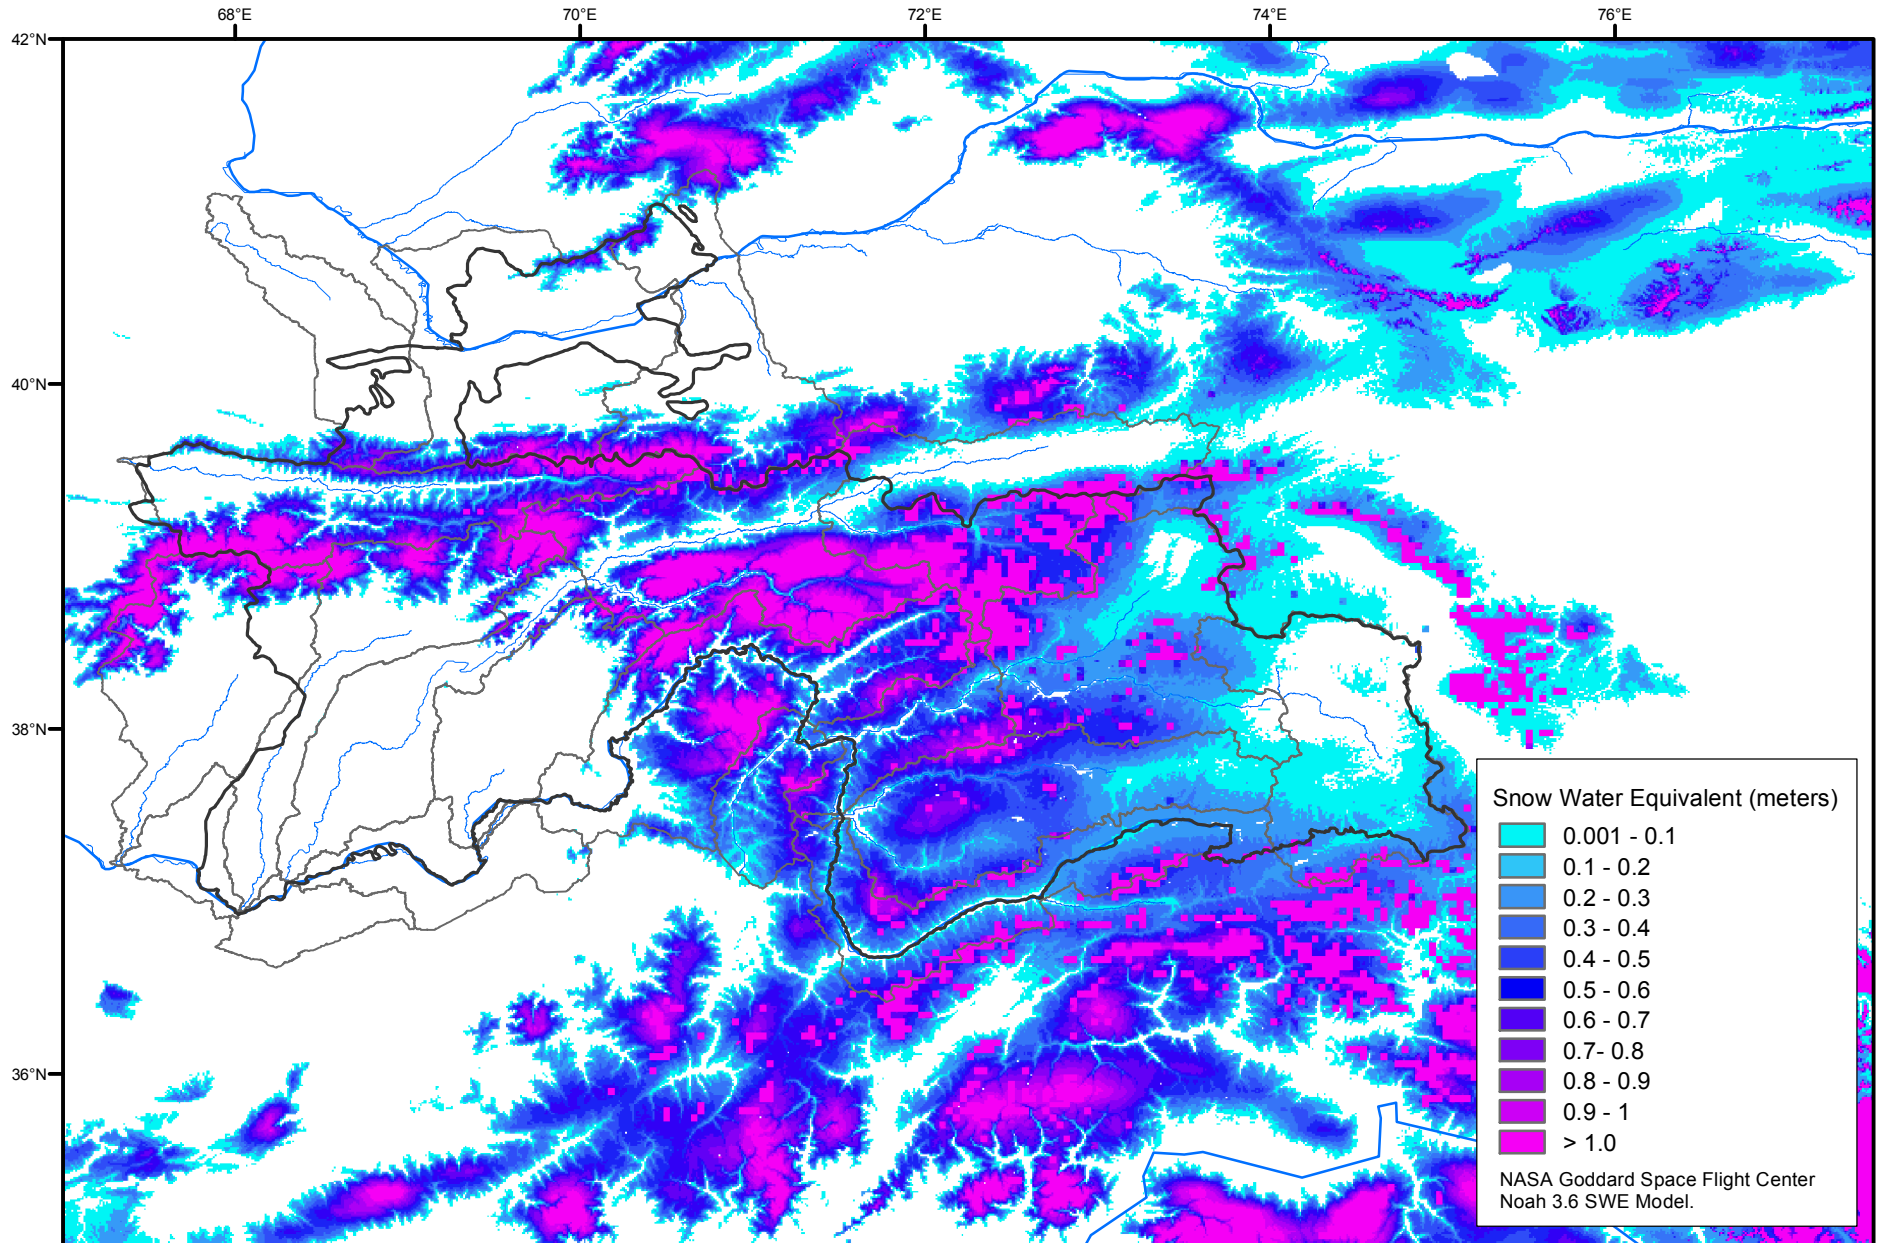 68°E 70°E 72°E 74°E 76°E
42°N
40°N
38°N
36°N
Snow Water Equivalent (meters)
0.001 - 0.1
0.1 - 0.2
0.2 - 0.3
0.3 - 0.4
0.4 - 0.5
0.5 - 0.6
0.6 - 0.7
0.7- 0.8
0.8 - 0.9
0.9 - 1
> 1.0
NASA Goddard Space Flight Center
Noah 3.6 SWE Model.